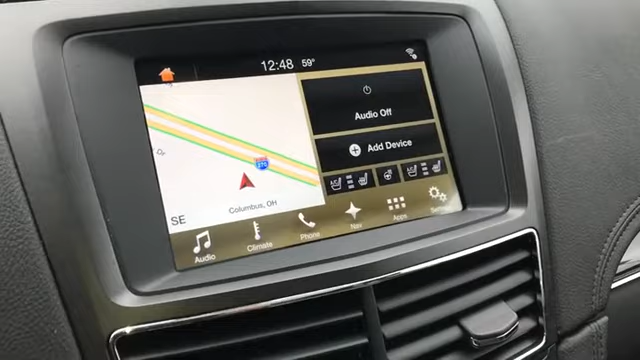 12:48 59°
Audio Off
Add Device
270
Columbus, OH
SE
Audio
Climate
Phone
Nav
Apps
Settings